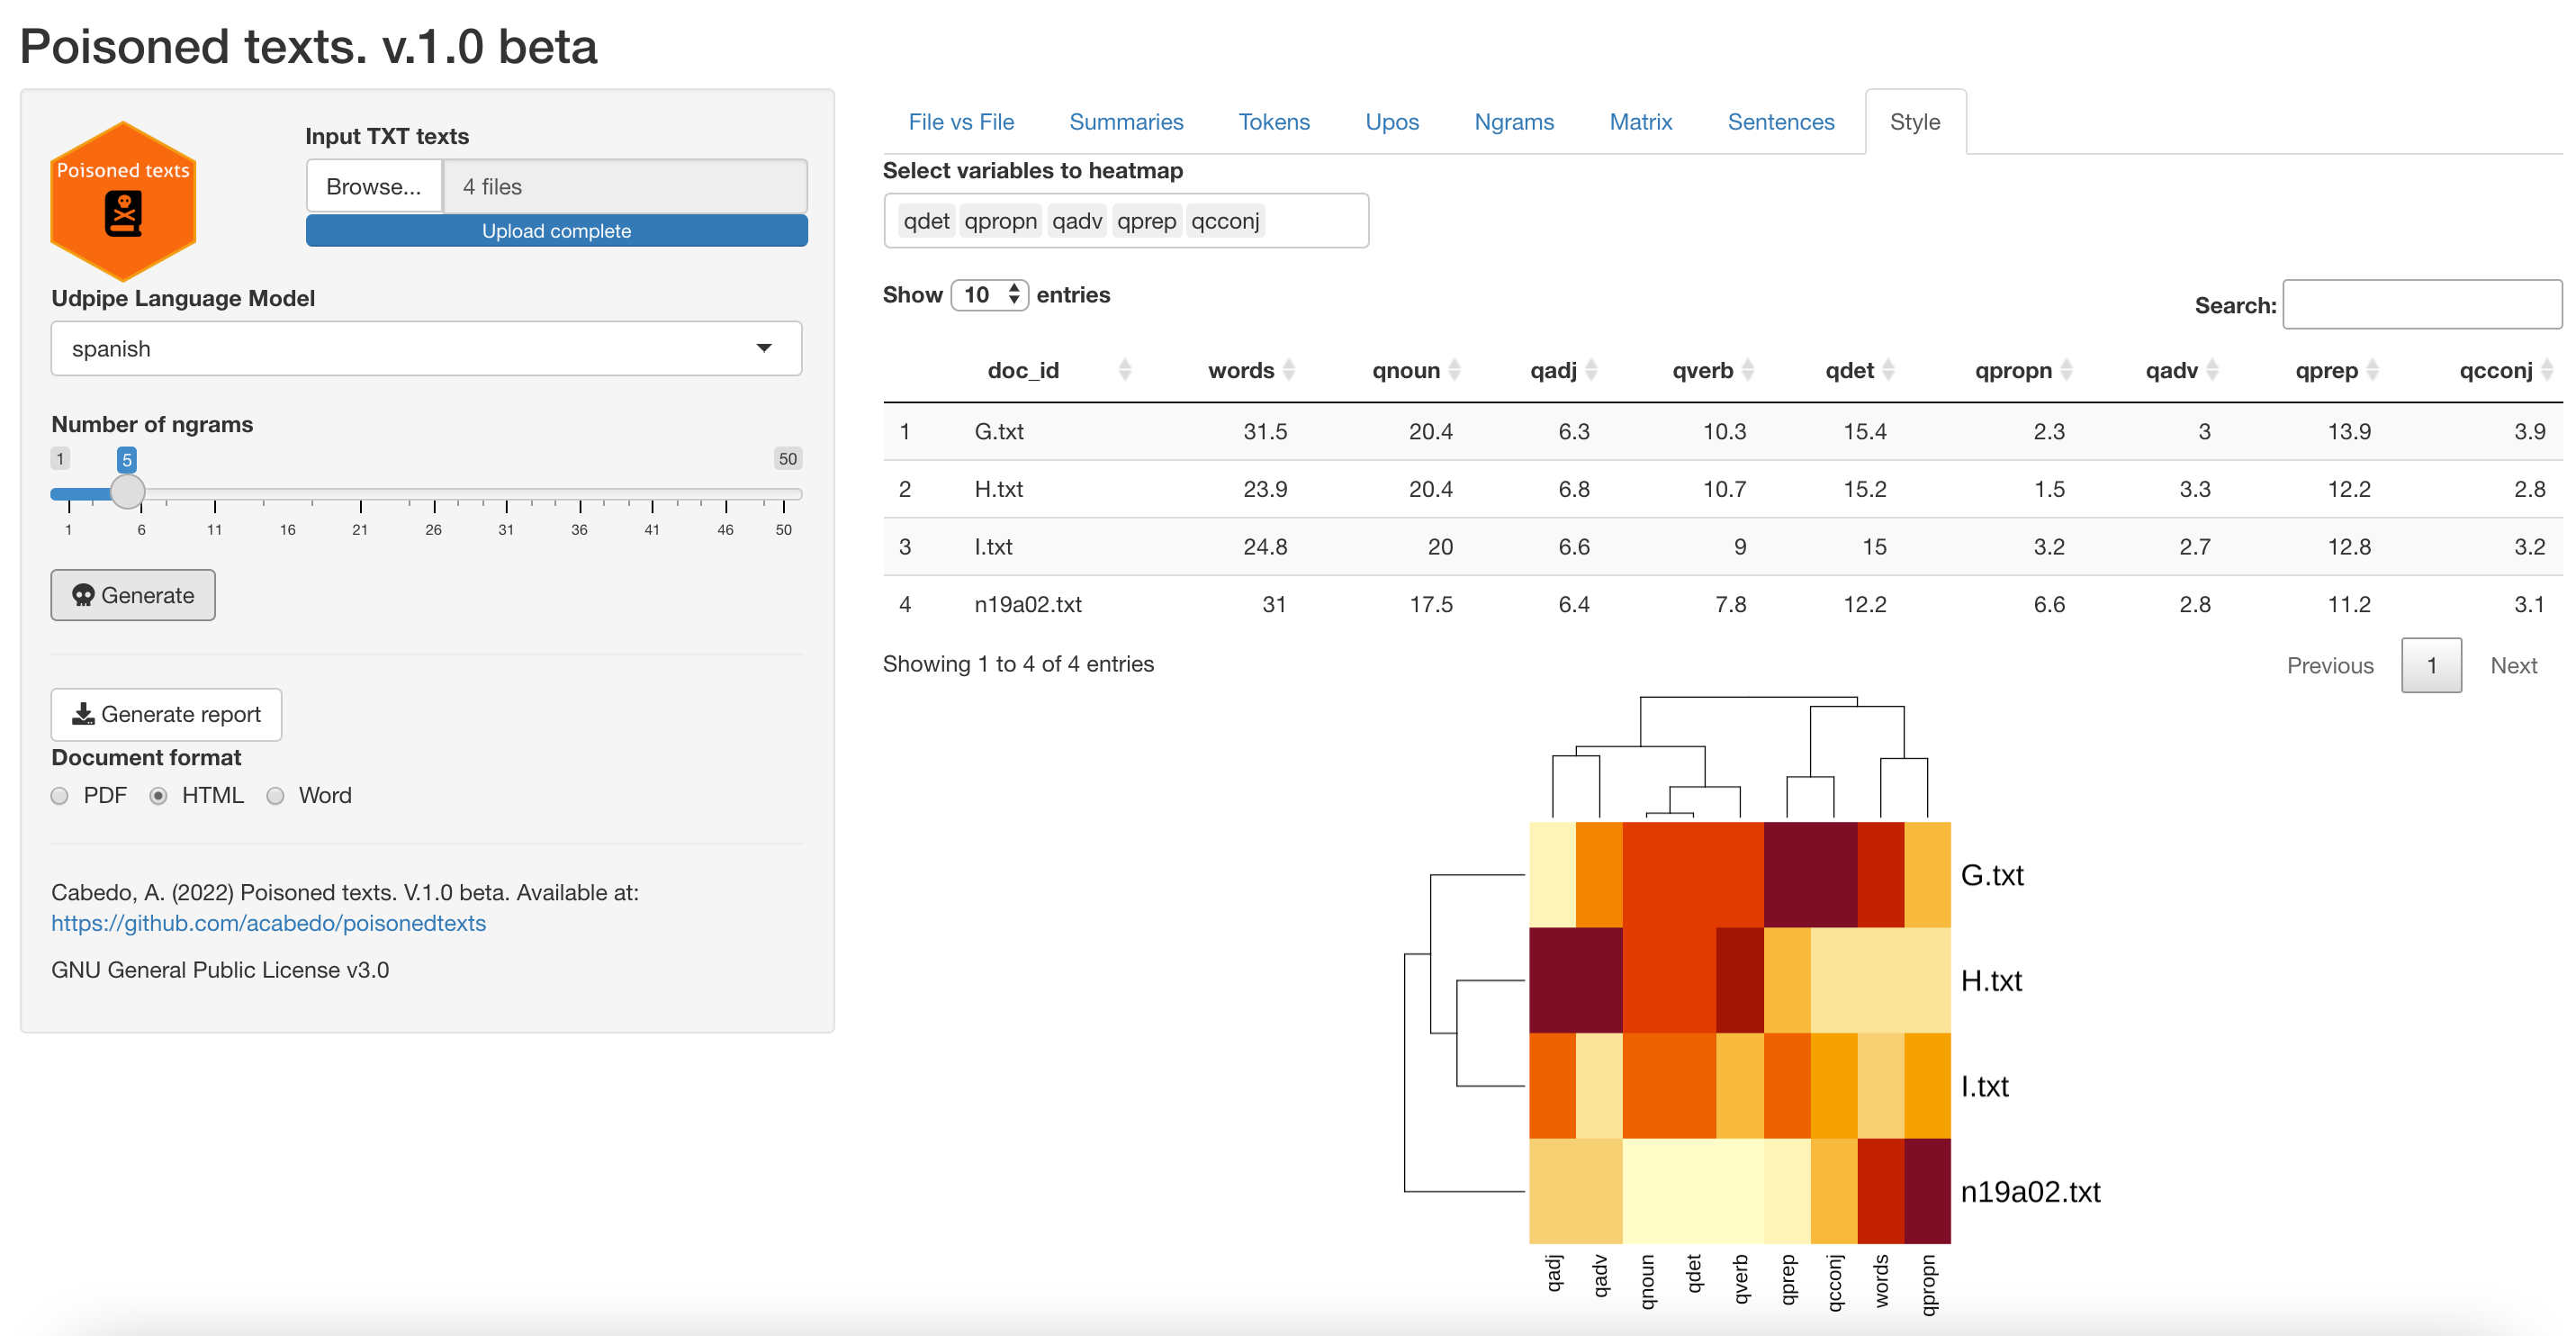 Poisoned texts. v.1.0 beta
Poisoned texts
Input TXT texts
Browse... 4 files
Upload complete
Udpipe Language Model
spanish
Number of ngrams
1 5 50
1 6 11 16 21 26 31 36 41 46 50
Generate
Generate report
Document format
PDF HTML Word
Cabedo, A. (2022) Poisoned texts. V.1.0 beta. Available at:
https://github.com/acabedo/poisonedtexts
GNU General Public License v3.0
File vs File Summaries Tokens Upos Ngrams Matrix Sentences Style
Select variables to heatmap
qdet qpropn qadv qprep qcconj
Show 10 entries
Search:
doc_id words qnoun qadj qverb qdet qpropn qadv qprep qcconj
1 G.txt 31.5 20.4 6.3 10.3 15.4 2.3 3 13.9 3.9
2 H.txt 23.9 20.4 6.8 10.7 15.2 1.5 3.3 12.2 2.8
3 I.txt 24.8 20 6.6 9 15 3.2 2.7 12.8 3.2
4 n19a02.txt 31 17.5 6.4 7.8 12.2 6.6 2.8 11.2 3.1
Showing 1 to 4 of 4 entries
Previous 1 Next
G.txt
H.txt
I.txt
n19a02.txt
qadj qadv qnoun qdet qverb qprep qcconj words qpropn